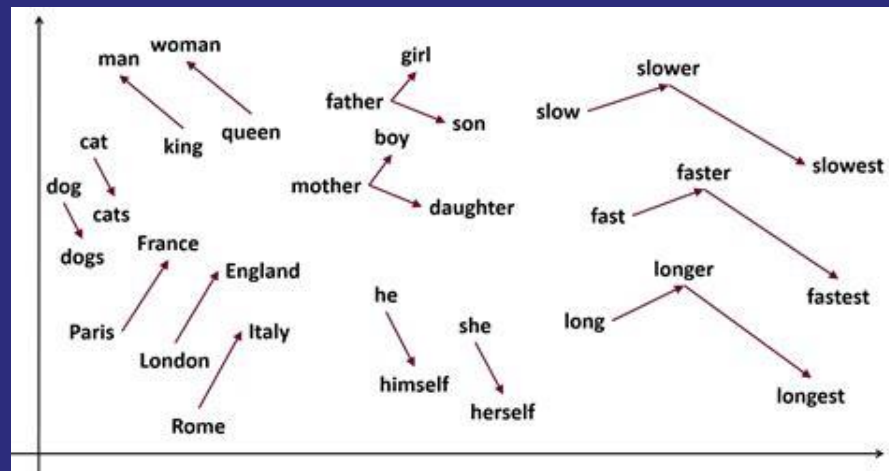 man
woman
king
queen
cat
cats
dog
dogs
France
Paris
England
London
Italy
Rome
girl
father
son
boy
mother
daughter
he
himself
she
herself
slower
slow
slowest
faster
fast
fastest
longer
long
longest